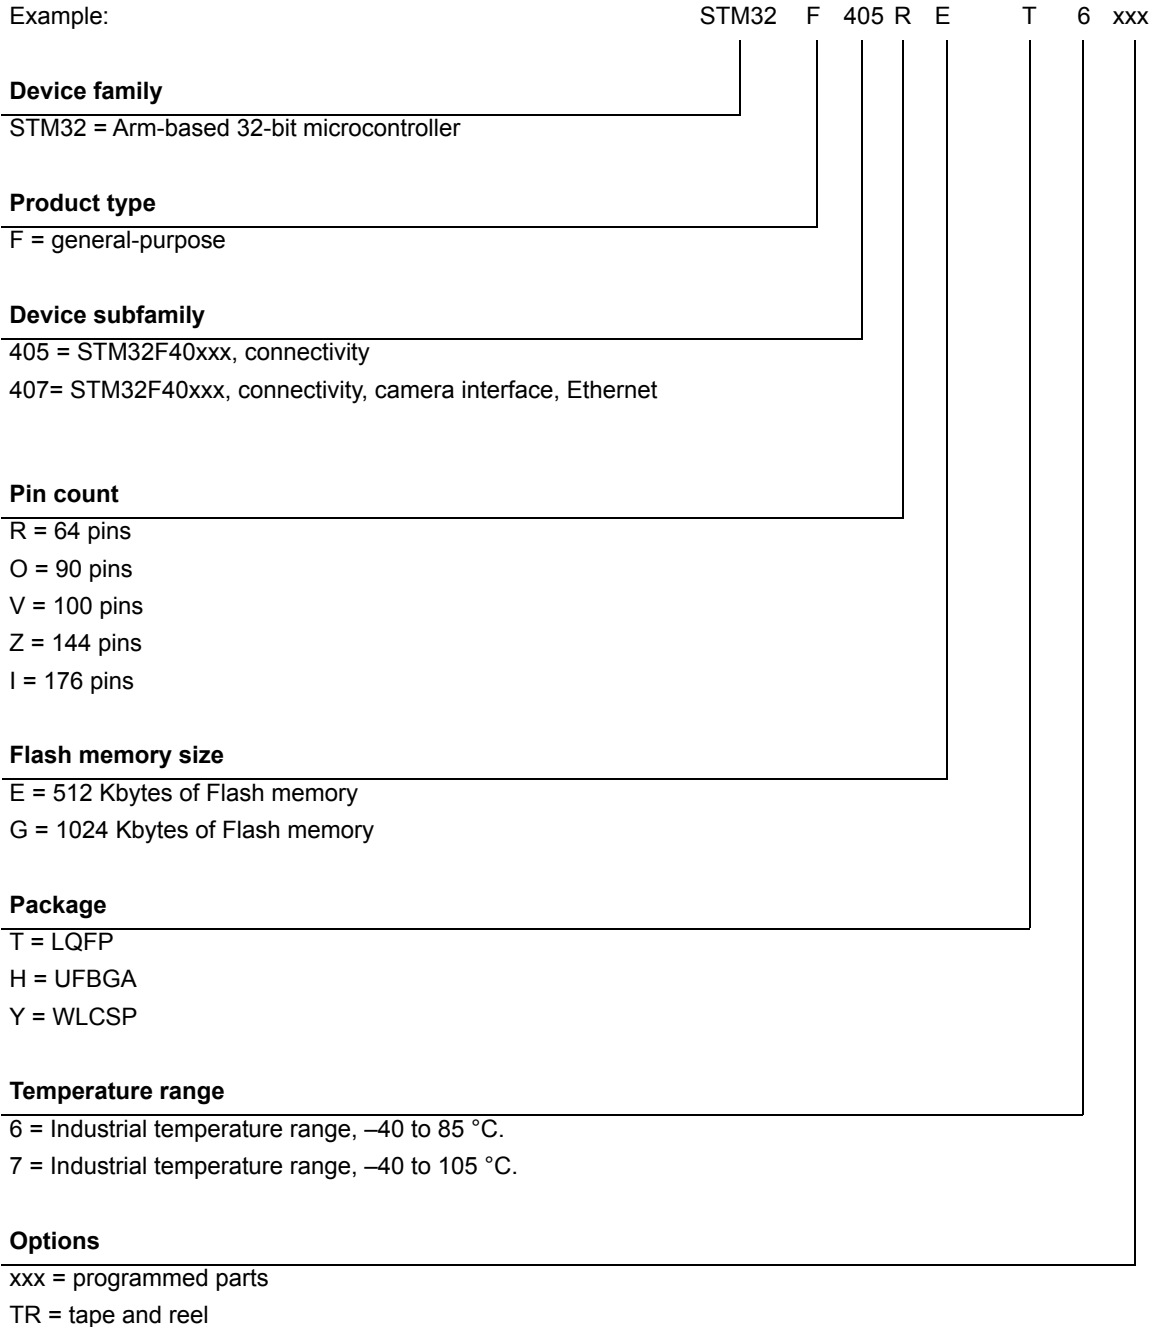 Example: STM32 F 405 R E T 6 xxx
Device family
STM32 = Arm-based 32-bit microcontroller
Product type
F = general-purpose
Device subfamily
405 = STM32F40xxx, connectivity
407= STM32F40xxx, connectivity, camera interface, Ethernet
Pin count
R = 64 pins
O = 90 pins
V = 100 pins
Z = 144 pins
I = 176 pins
Flash memory size
E = 512 Kbytes of Flash memory
G = 1024 Kbytes of Flash memory
Package
T = LQFP
H = UFBGA
Y = WLCSP
Temperature range
6 = Industrial temperature range, –40 to 85 °C.
7 = Industrial temperature range, –40 to 105 °C.
Options
xxx = programmed parts
TR = tape and reel